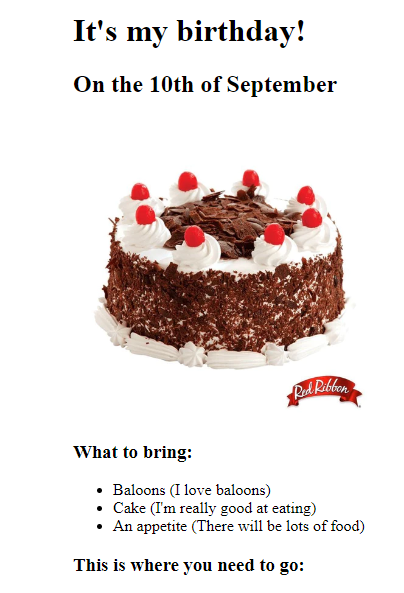 It's my birthday!
On the 10th of September
Red Ribbon
What to bring:
Baloons (I love baloons)
Cake (I'm really good at eating)
An appetite (There will be lots of food)
This is where you need to go: